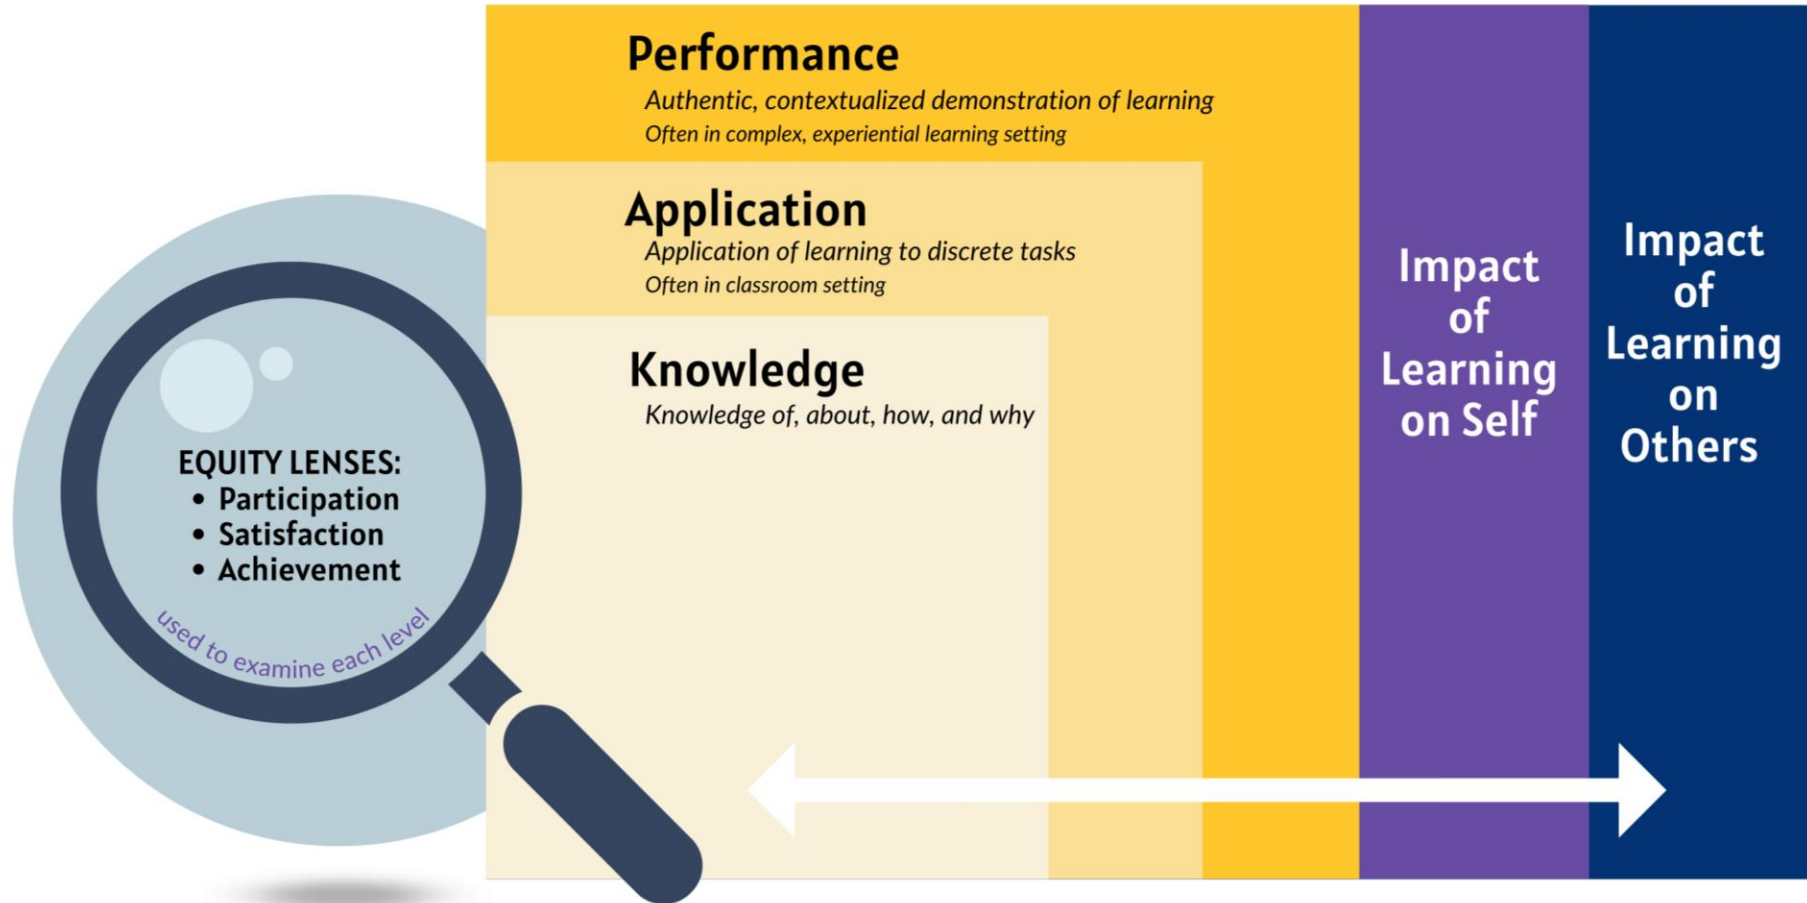 Performance
Authentic, contextualized demonstration of learning
Often in complex, experiential learning setting
Application
Application of learning to discrete tasks
Often in classroom setting
Knowledge
Knowledge of, about, how, and why
EQUITY LENSES:
• Participation
• Satisfaction
• Achievement
used to examine each level
Impact
of
Learning
on Self
Impact
of
Learning
on
Others